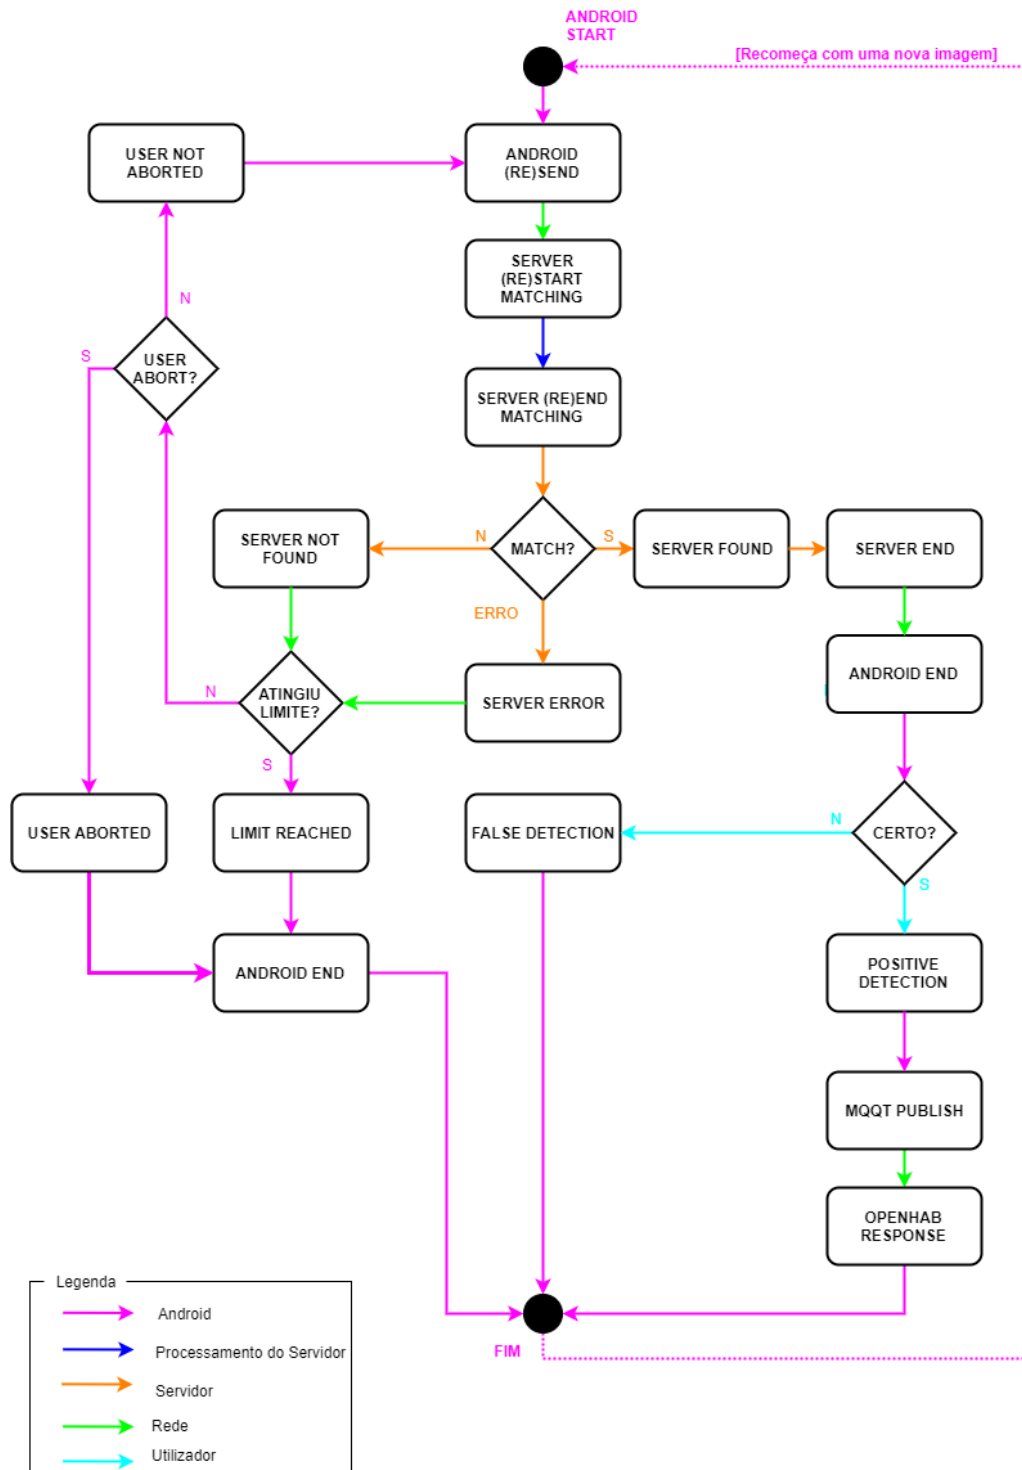 ANDROID
START
[Recomeça com uma nova imagem]
USER NOT
ABORTED
ANDROID
(RE)SEND
SERVER
(RE)START
MATCHING
N
S
USER
ABORT?
SERVER (RE)END
MATCHING
SERVER NOT
FOUND
N
MATCH?
S
SERVER FOUND
SERVER END
ERRO
N
ATINGIU
LIMITE?
SERVER ERROR
ANDROID END
S
USER ABORTED
LIMIT REACHED
FALSE DETECTION
N
CERTO?
S
ANDROID END
POSITIVE
DETECTION
MQQT PUBLISH
OPENHAB
RESPONSE
FIM
Legenda
Android
Processamento do Servidor
Servidor
Rede
Utilizador